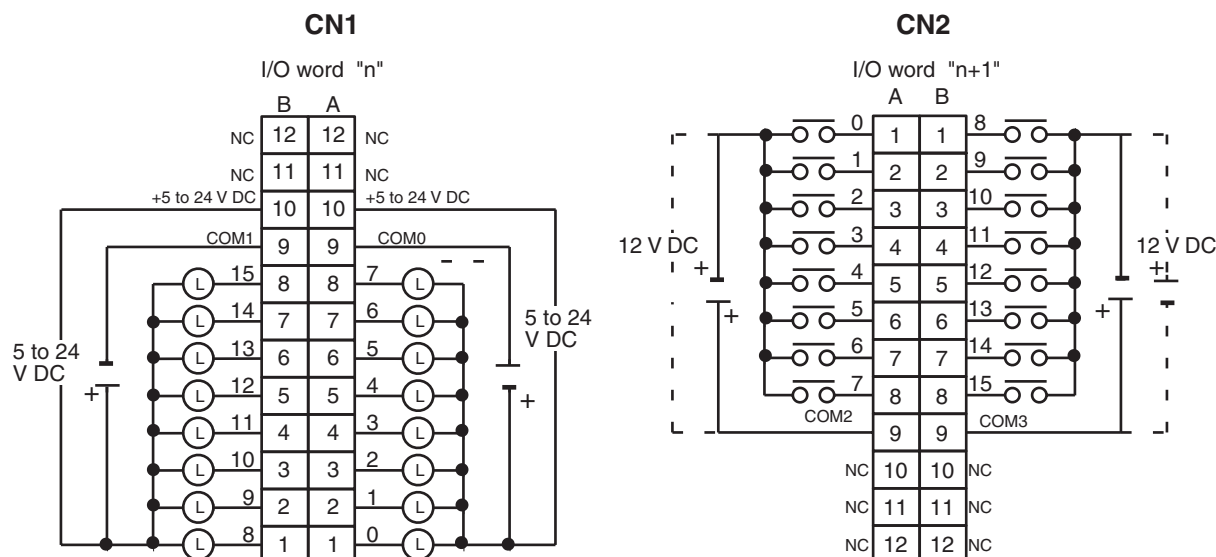 CN1
I/O word "n"
B A
NC 12 12 NC
NC 11 11 NC
+5 to 24 V DC 10 10 +5 to 24 V DC
COM1 9 9 COM0
15 L 8 8 7 L
14 L 7 7 6 L
13 L 6 6 5 L
12 L 5 5 4 L
11 L 4 4 3 L
10 L 3 3 2 L
9 L 2 2 1 L
8 L 1 1 0 L
5 to 24
V DC
+
5 to 24
V DC
+
CN2
I/O word "n+1"
A B
0 1 1 8
1 2 2 9
2 3 3 10
3 4 4 11
4 5 5 12
5 6 6 13
6 7 7 14
7 8 8 15
COM2 9 9 COM3
NC 10 10 NC
NC 11 11 NC
NC 12 12 NC
12 V DC
+
+
12 V DC
+
+